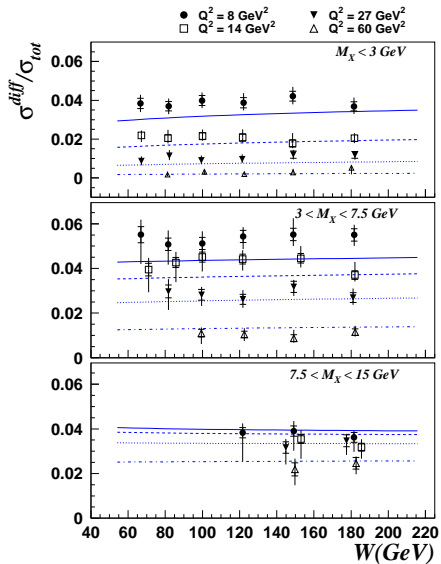 Q² = 8 GeV² Q² = 27 GeV²
Q² = 14 GeV² Q² = 60 GeV²
σ^diff/σ_tot
M_X < 3 GeV
0.06
0.04
0.02
0
3 < M_X < 7.5 GeV
0.06
0.04
0.02
0
7.5 < M_X < 15 GeV
0.06
0.04
0.02
0
40 60 80 100 120 140 160 180 200 220
W(GeV)